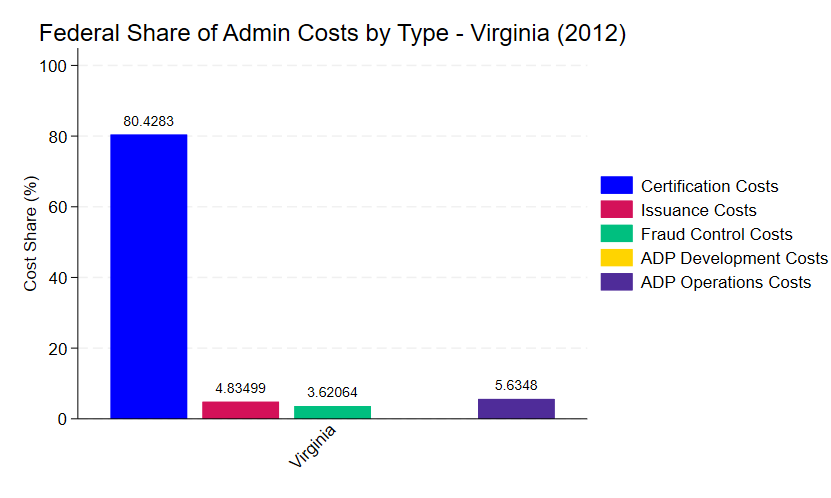 Federal Share of Admin Costs by Type - Virginia (2012)
100
80
60
40
20
0
Cost Share (%)
80.4283
4.83499
3.62064
5.6348
Virginia
Certification Costs
Issuance Costs
Fraud Control Costs
ADP Development Costs
ADP Operations Costs